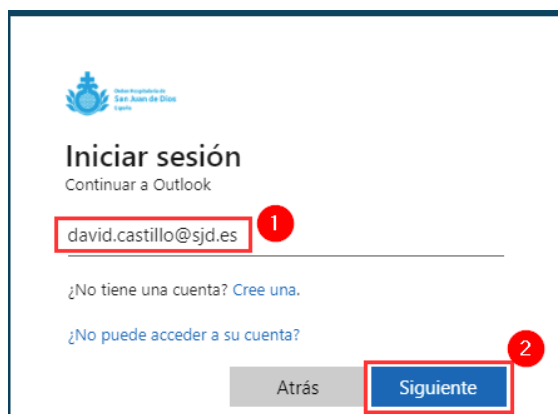 Orden Hospitalaria de
San Juan de Dios
España
Iniciar sesión
Continuar a Outlook
david.castillo@sjd.es
1
¿No tiene una cuenta? Cree una.
¿No puede acceder a su cuenta?
2
Atrás Siguiente